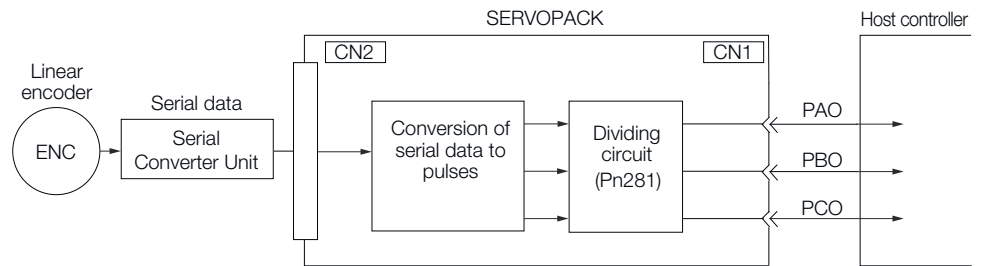 SERVOPACK
Host controller
CN2
CN1
Linear
encoder
Serial data
ENC
Serial
Converter Unit
Conversion of
serial data to
pulses
Dividing
circuit
(Pn281)
PAO
PBO
PCO